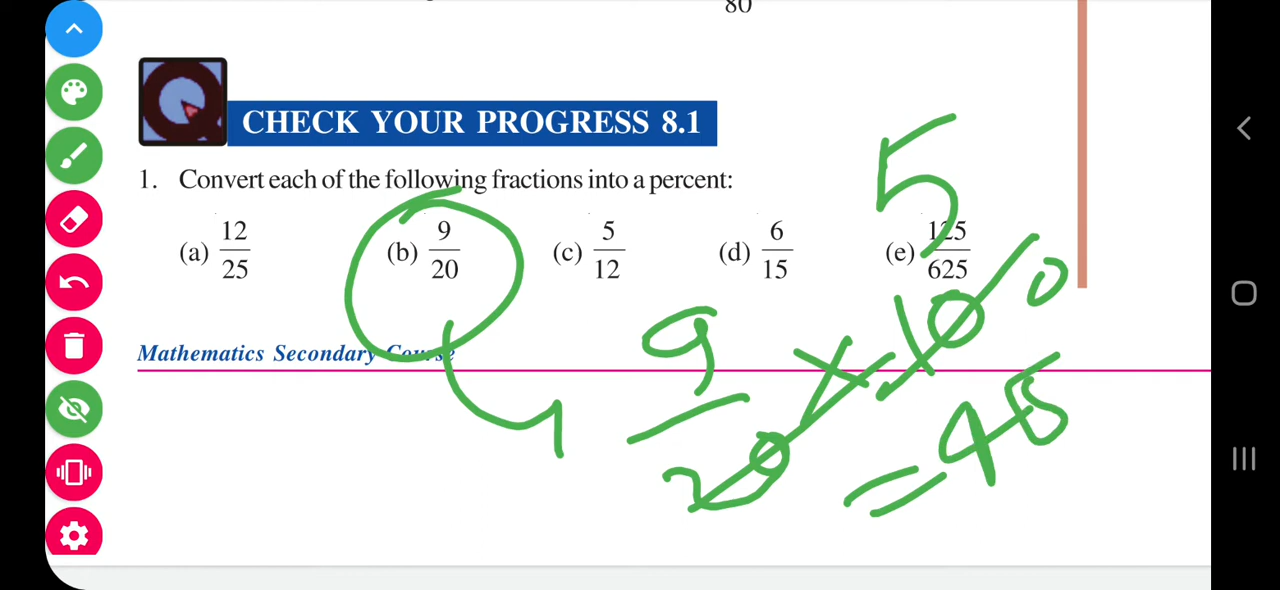 80
CHECK YOUR PROGRESS 8.1
1. Convert each of the following fractions into a percent:
(a) 12/25 (b) 9/20 (c) 5/12 (d) 6/15 (e) 125/625
5
9/20 × 100
= 45
Mathematics Secondary Course